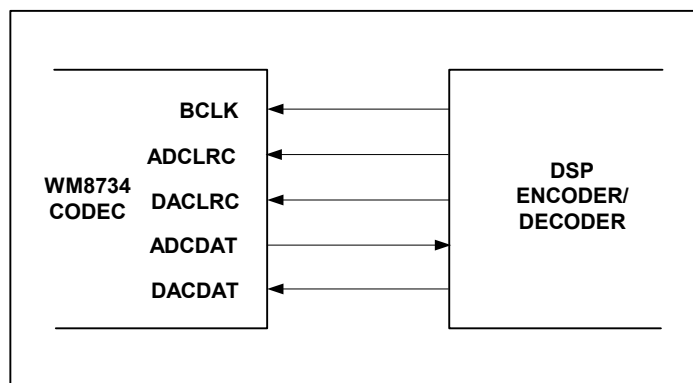 WM8734
CODEC
BCLK
ADCLRC
DACLRC
ADCDAT
DACDAT
DSP
ENCODER/
DECODER